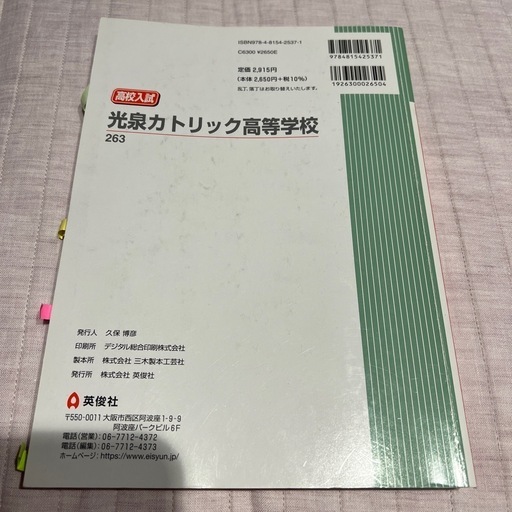 ISBN978-4-8154-2537-1
C6300 ¥2650E
定価 2,915円
(本体 2,650円+税10%)
乱丁、落丁はお取り替えいたします。
9784815425371
1926300026504
高校入試
光泉カトリック高等学校
263
発行人 久保 博彦
印刷所 デジタル総合印刷株式会社
製本所 株式会社 三木製本工芸社
発行所 株式会社 英俊社
英俊社
〒550-0011 大阪市西区阿波座1-9-9
阿波座パークビル6F
電話(営業):06-7712-4372
電話(編集):06-7712-4373
ホームページ:https://www.eisyun.jp/